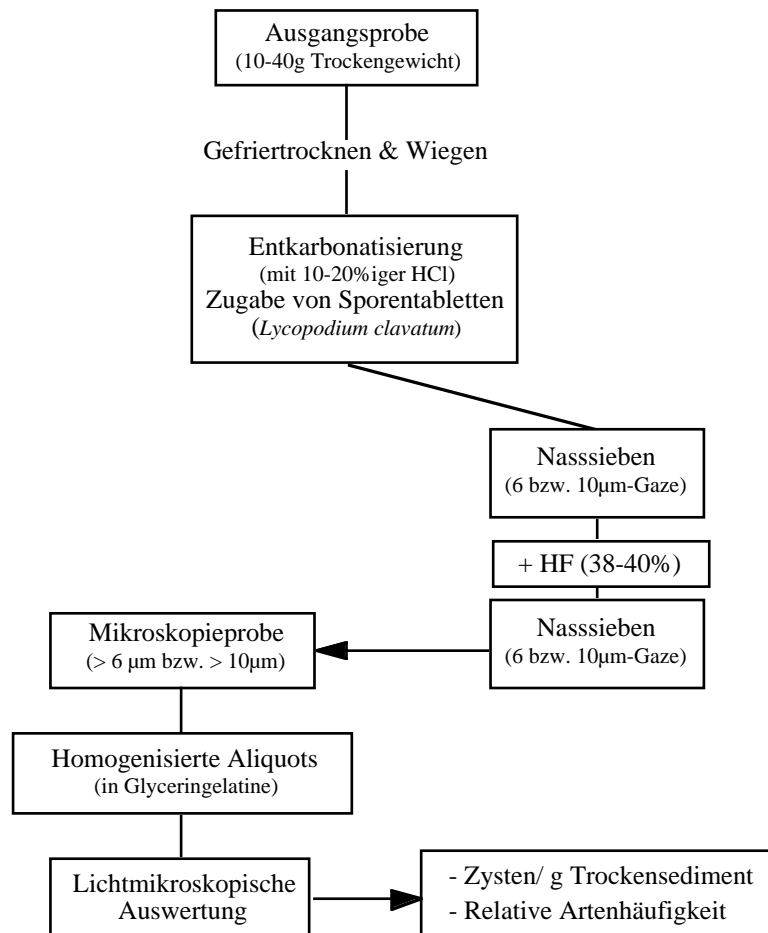 Ausgangsprobe
(10-40g Trockengewicht)
Gefriertrocknen & Wiegen
Entkarbonatisierung
(mit 10-20%iger HCl)
Zugabe von Sporentabletten
(Lycopodium clavatum)
Nasssieben
(6 bzw. 10µm-Gaze)
+ HF (38-40%)
Nasssieben
(6 bzw. 10µm-Gaze)
Mikroskopieprobe
(> 6 µm bzw. > 10µm)
Homogenisierte Aliquots
(in Glyceringelatine)
Lichtmikroskopische
Auswertung
- Zysten/ g Trockensediment
- Relative Artenhäufigkeit